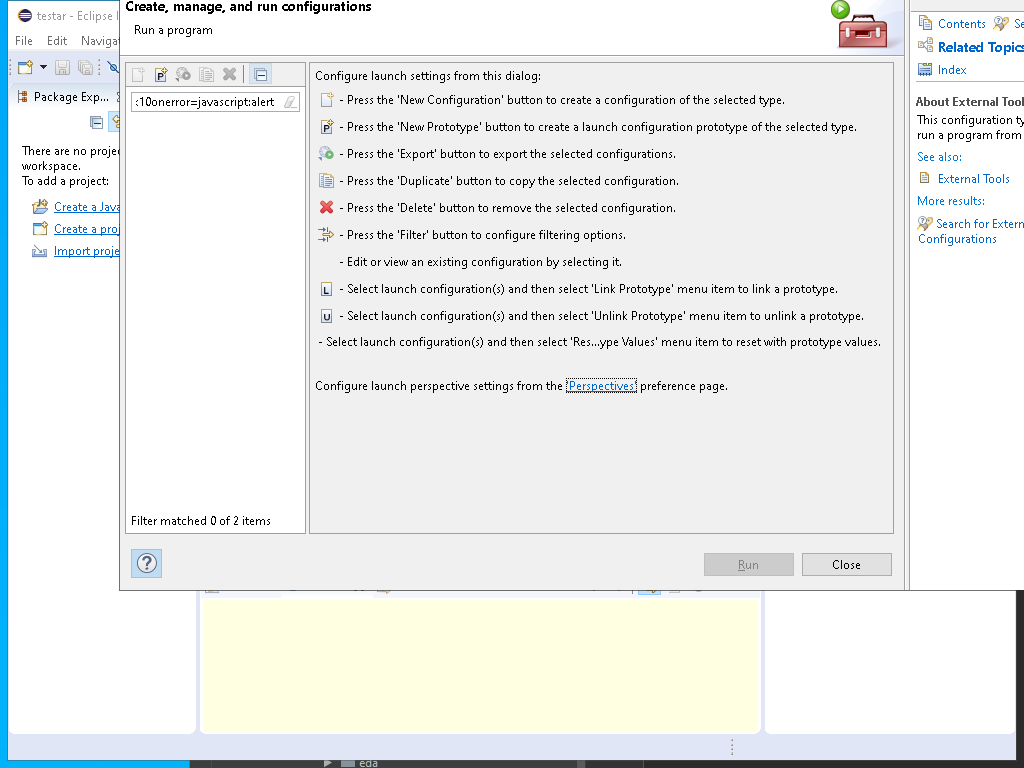 testar - Eclipse I
File Edit Navigat
Package Exp...
There are no projec
workspace.
To add a project:
Create a Java
Create a proj
Import proje
Create, manage, and run configurations
Run a program
:10onerror=javascript:alert
Filter matched 0 of 2 items
Configure launch settings from this dialog:
- Press the 'New Configuration' button to create a configuration of the selected type.
- Press the 'New Prototype' button to create a launch configuration prototype of the selected type.
- Press the 'Export' button to export the selected configurations.
- Press the 'Duplicate' button to copy the selected configuration.
- Press the 'Delete' button to remove the selected configuration.
- Press the 'Filter' button to configure filtering options.
- Edit or view an existing configuration by selecting it.
L - Select launch configuration(s) and then select 'Link Prototype' menu item to link a prototype.
U - Select launch configuration(s) and then select 'Unlink Prototype' menu item to unlink a prototype.
- Select launch configuration(s) and then select 'Res...ype Values' menu item to reset with prototype values.
Configure launch perspective settings from the Perspectives preference page.
Run Close
Contents Se
Related Topics
Index
About External Tool
This configuration ty
run a program from
See also:
External Tools
More results:
Search for Extern
Configurations
eda